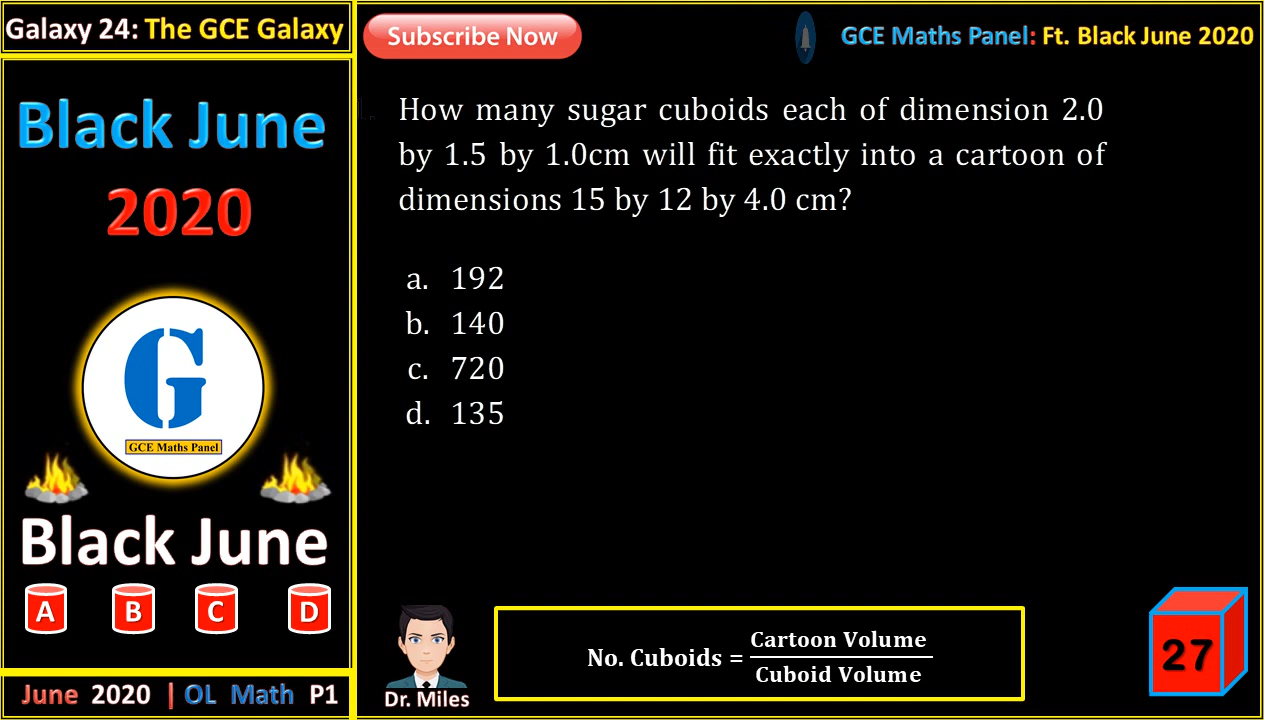 Galaxy 24: The GCE Galaxy
Subscribe Now
GCE Maths Panel: Ft. Black June 2020
Black June
2020
G
GCE Maths Panel
Black June
A B C D
June 2020 | OL Math P1
How many sugar cuboids each of dimension 2.0
by 1.5 by 1.0cm will fit exactly into a cartoon of
dimensions 15 by 12 by 4.0 cm?
a. 192
b. 140
c. 720
d. 135
Dr. Miles
No. Cuboids = Cartoon Volume
Cuboid Volume
27